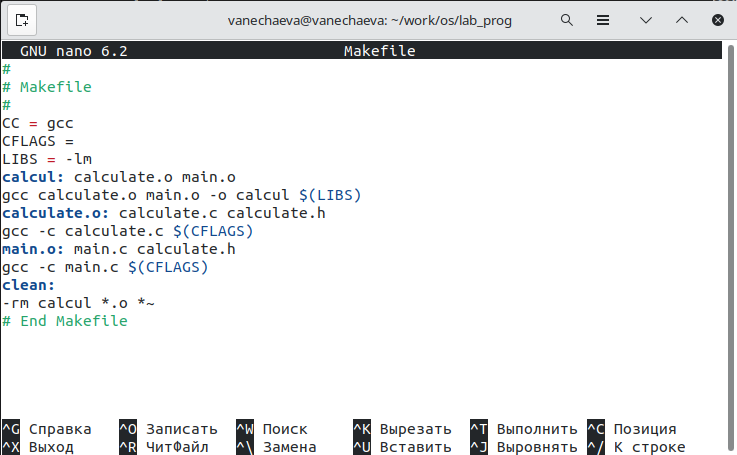 vanechaeva@vanechaeva: ~/work/os/lab_prog
GNU nano 6.2 Makefile
#
# Makefile
#
CC = gcc
CFLAGS =
LIBS = -lm
calcul: calculate.o main.o
gcc calculate.o main.o -o calcul $(LIBS)
calculate.o: calculate.c calculate.h
gcc -c calculate.c $(CFLAGS)
main.o: main.c calculate.h
gcc -c main.c $(CFLAGS)
clean:
-rm calcul *.o *~
# End Makefile
^G Справка ^O Записать ^W Поиск ^K Вырезать ^T Выполнить ^C Позиция
^X Выход ^R ЧитФайл ^\ Замена ^U Вставить ^J Выровнять ^/ К строке